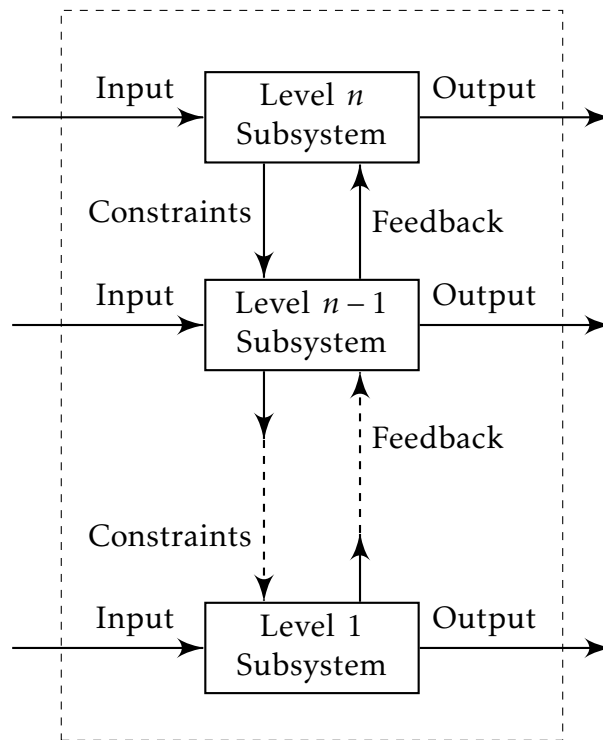 Input
Level n
Subsystem
Output
Constraints
Feedback
Input
Level n – 1
Subsystem
Output
Feedback
Constraints
Input
Level 1
Subsystem
Output